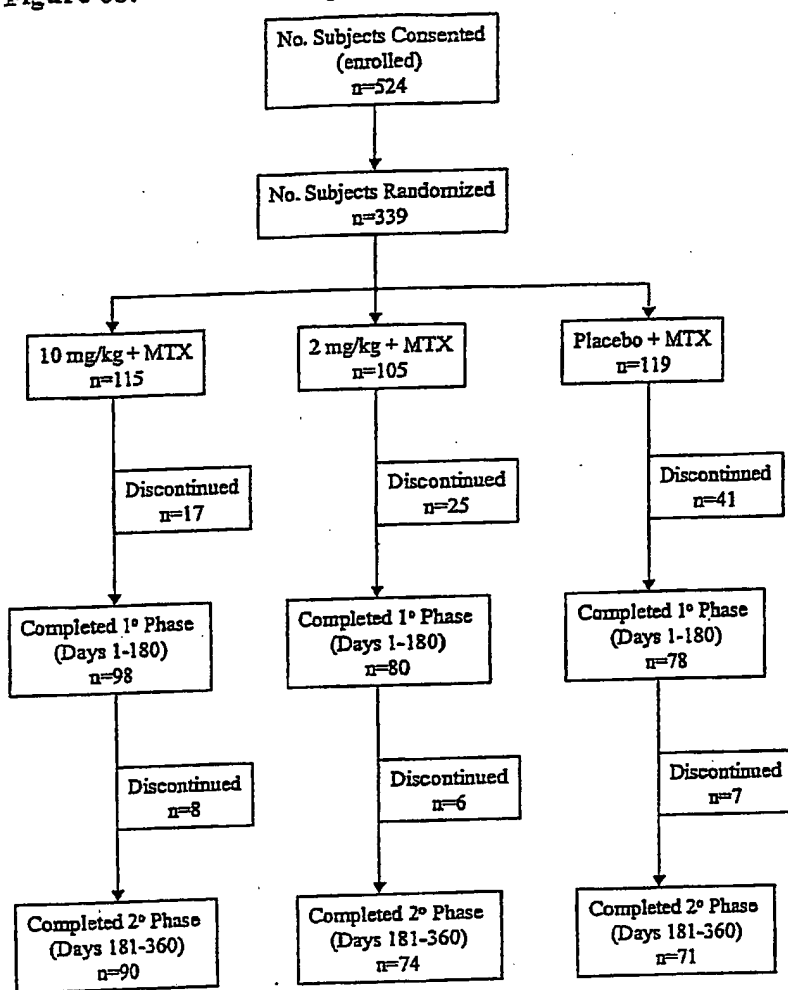 No. Subjects Consented
(enrolled)
n=524
No. Subjects Randomized
n=339
10 mg/kg + MTX
n=115
2 mg/kg + MTX
n=105
Placebo + MTX
n=119
Discontinued
n=17
Discontinued
n=25
Discontinued
n=41
Completed 1° Phase
(Days 1-180)
n=98
Completed 1° Phase
(Days 1-180)
n=80
Completed 1° Phase
(Days 1-180)
n=78
Discontinued
n=8
Discontinued
n=6
Discontinued
n=7
Completed 2° Phase
(Days 181-360)
n=90
Completed 2° Phase
(Days 181-360)
n=74
Completed 2° Phase
(Days 181-360)
n=71